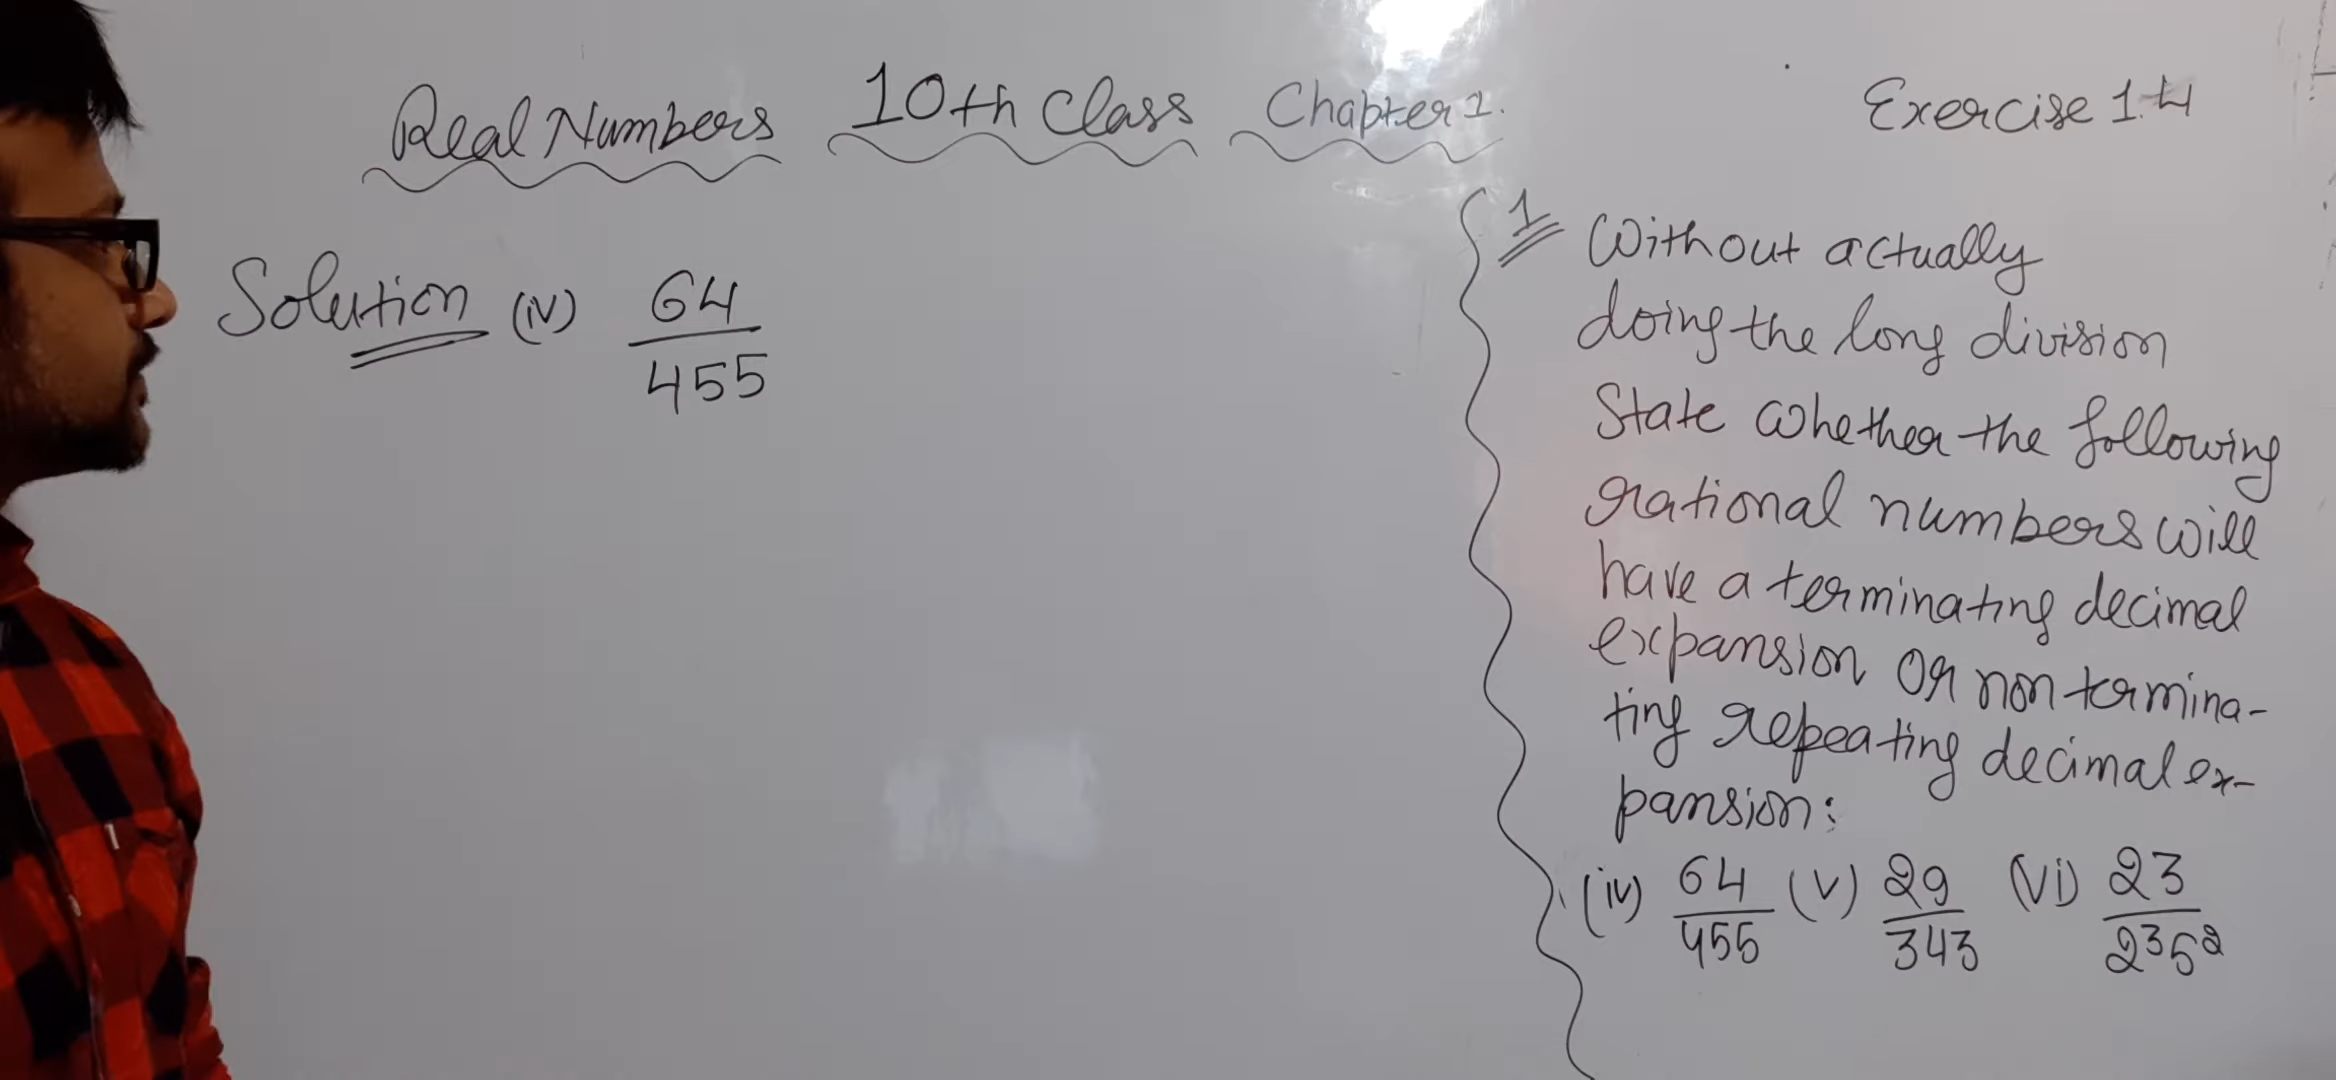 Real Numbers 10th Class Chapter 1.
Exercise 1.4
Solution (iv) 64/455
1 Without actually
doing the long division
State whether the following
rational numbers will
have a terminating decimal
expansion or non termina-
ting repeating decimal ex-
pansion:
(iv) 64/455 (v) 29/343 (vi) 23/2³5²